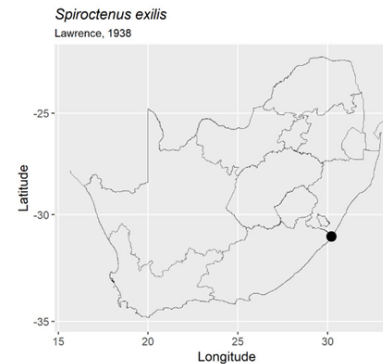 Spiroctenus exilis
Lawrence, 1938
-25
-30
-35
Latitude
15 20 25 30
Longitude